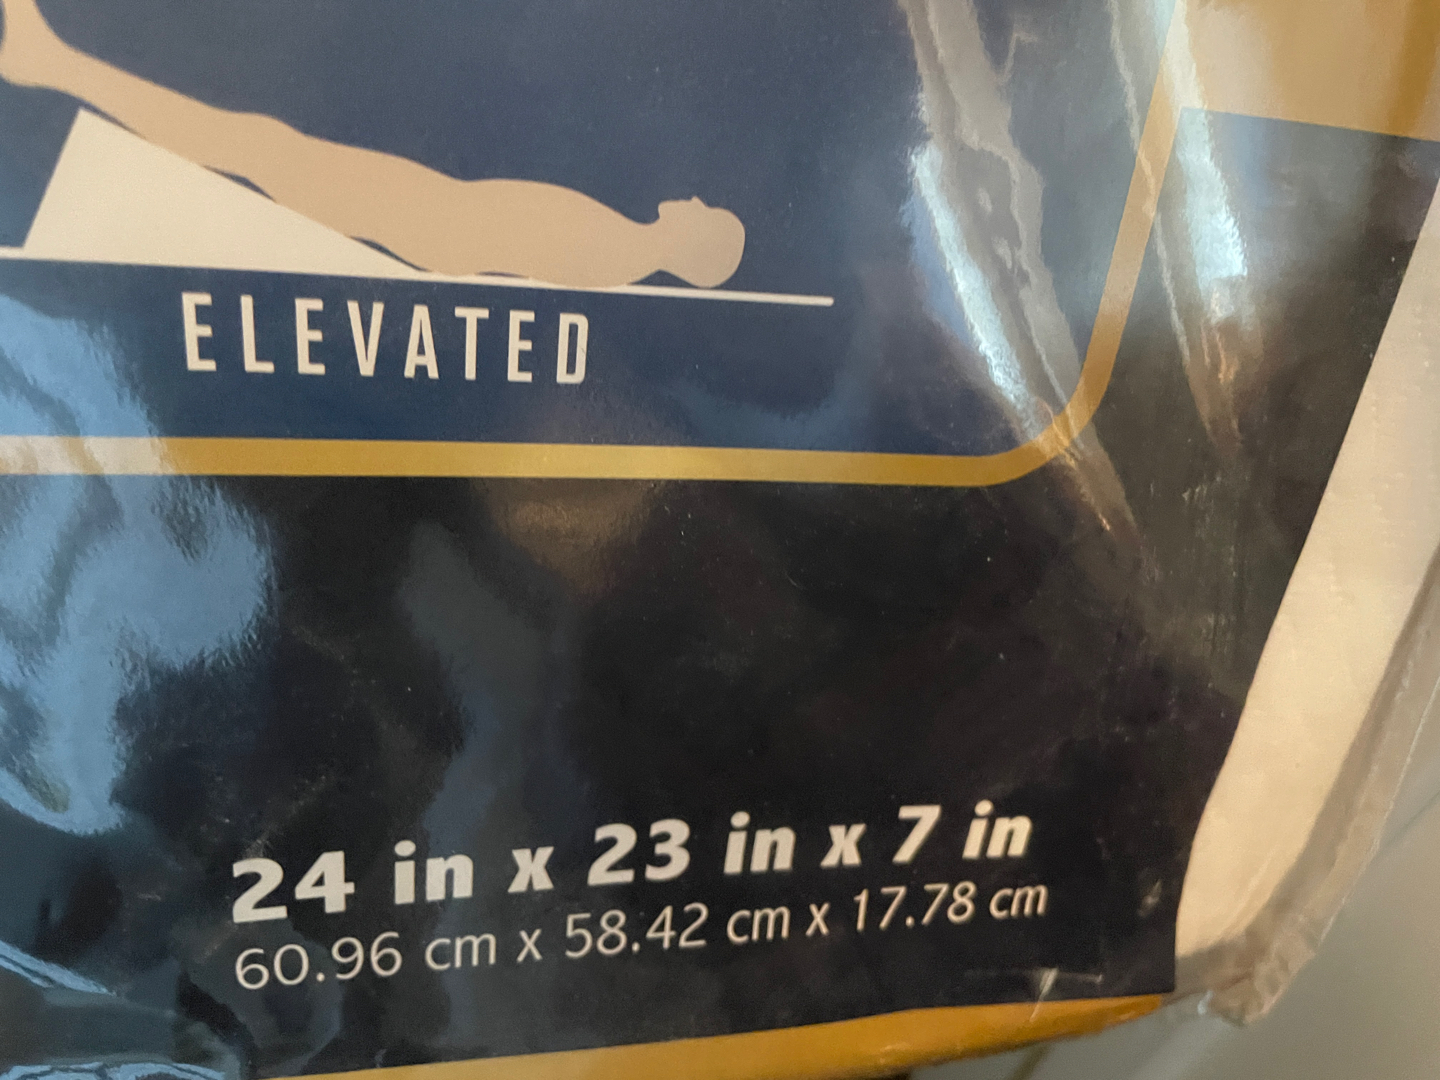 ELEVATED
24 in x 23 in x 7 in
60.96 cm x 58.42 cm x 17.78 cm